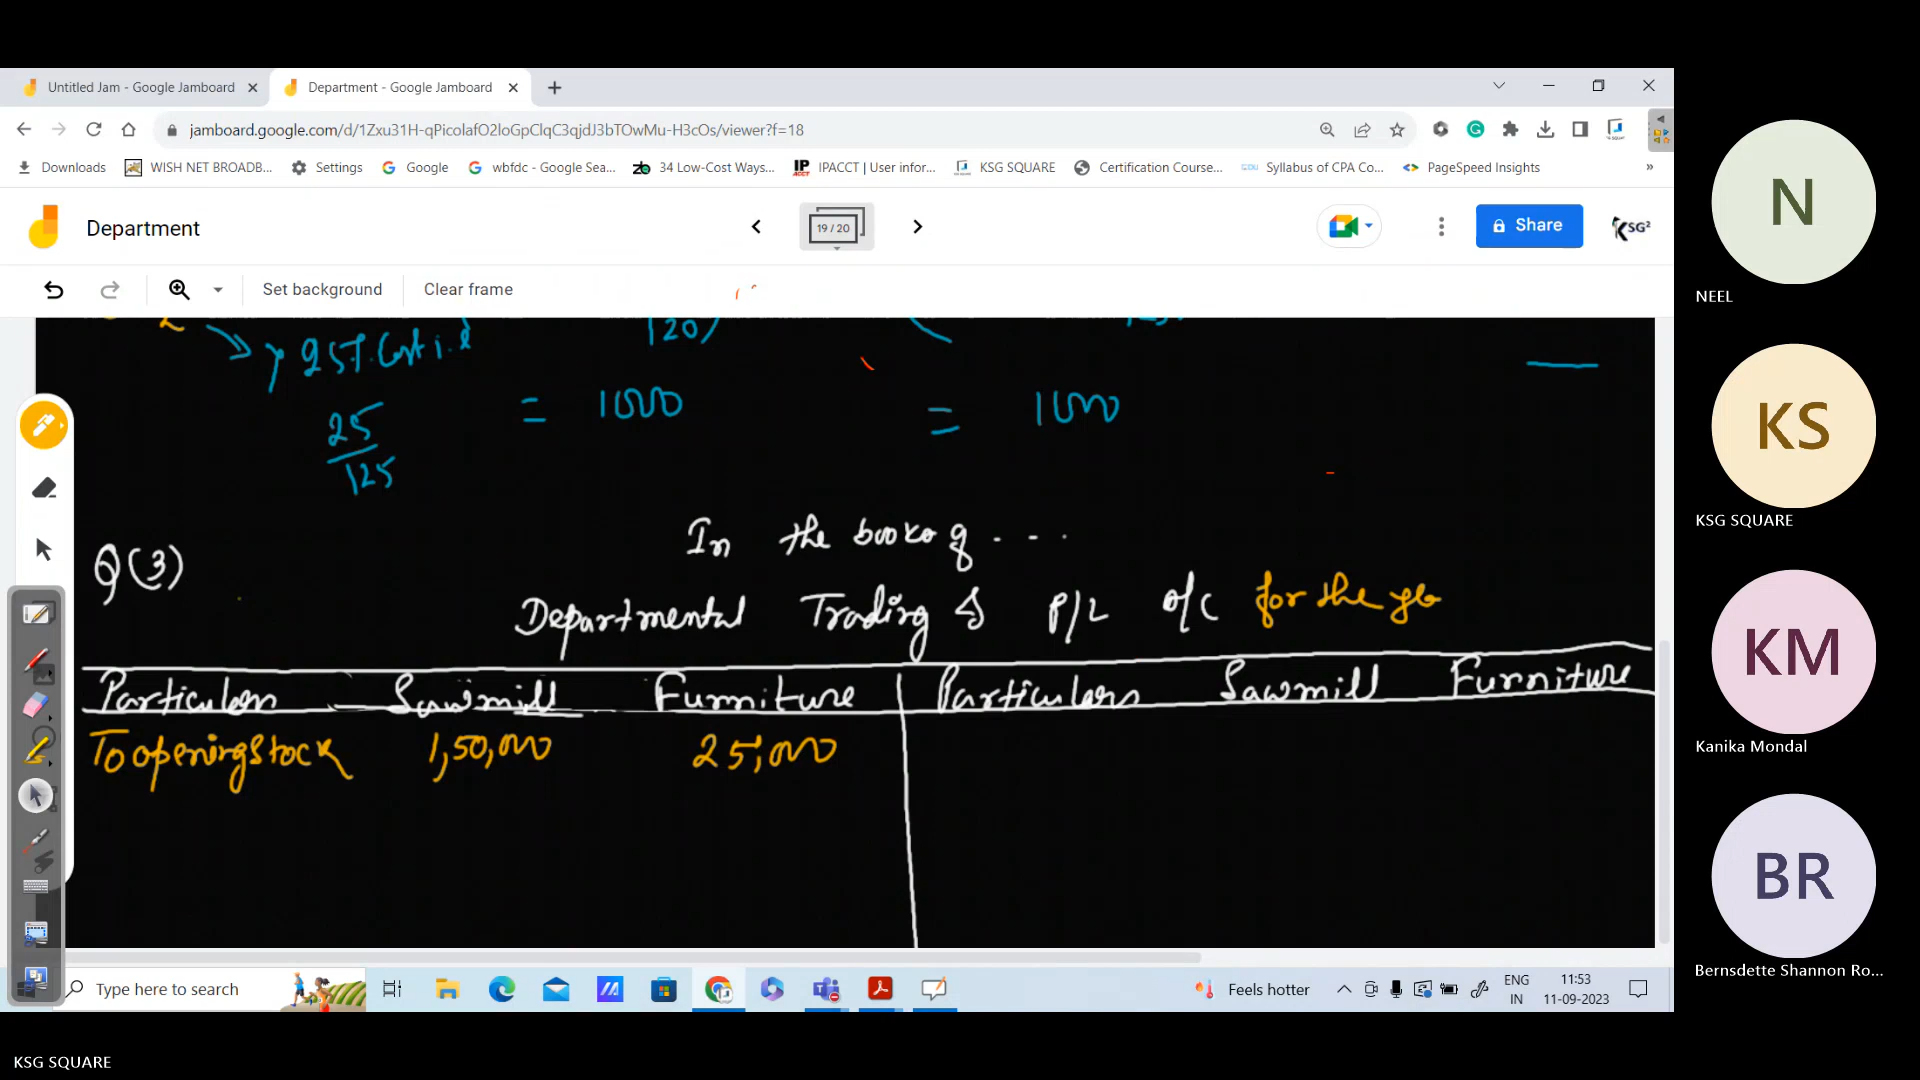 Untitled Jam - Google Jamboard
Department - Google Jamboard
jamboard.google.com/d/1Zxu31H-qPicolafO2loGpClqC3qjdJ3bTOwMu-H3cOs/viewer?f=18
Downloads WISH NET BROADB... Settings Google wbfdc - Google Sea... 34 Low-Cost Ways... IPACCT | User infor... KSG SQUARE Certification Course... Syllabus of CPA Co... PageSpeed Insights »
Department
19 / 20
Share
KSG²
Set background Clear frame
25%. Cost i.e
120)
25
125
= 1000
= 1000
In the books of ...
Q(3)
Departmental Trading & P/L a/c for the ye
Particulars Sawmill Furniture Particulars Sawmill Furniture
To opening stock 1,50,000 25,000
Type here to search
Feels hotter
ENG
IN
11:53
11-09-2023
N
NEEL
KS
KSG SQUARE
KM
Kanika Mondal
BR
Bernsdette Shannon Ro...
KSG SQUARE